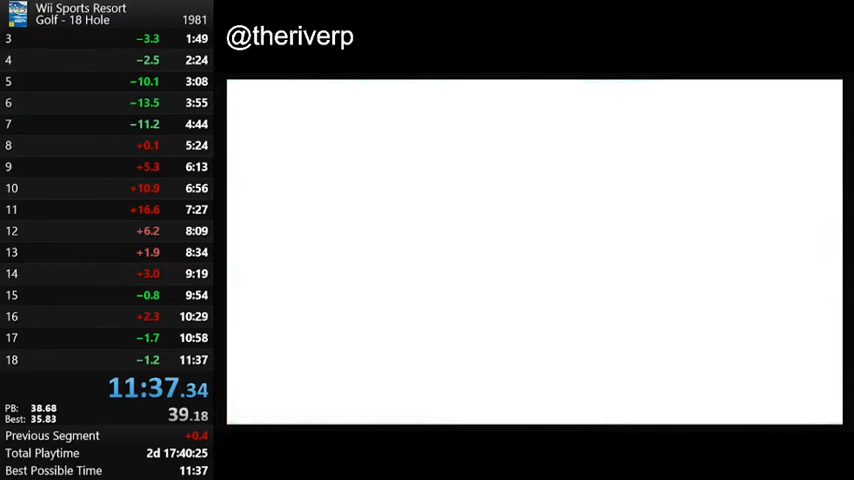 Wii Sports Resort
Golf - 18 Hole 1981
@theriverp
3 −3.3 1:49
4 −2.5 2:24
5 −10.1 3:08
6 −13.5 3:55
7 −11.2 4:44
8 +0.1 5:24
9 +5.3 6:13
10 +10.9 6:56
11 +16.6 7:27
12 +6.2 8:09
13 +1.9 8:34
14 +3.0 9:19
15 −0.8 9:54
16 +2.3 10:29
17 −1.7 10:58
18 −1.2 11:37
11:37.34
PB: 38.68
Best: 35.83
39.18
Previous Segment +0.4
Total Playtime 2d 17:40:25
Best Possible Time 11:37